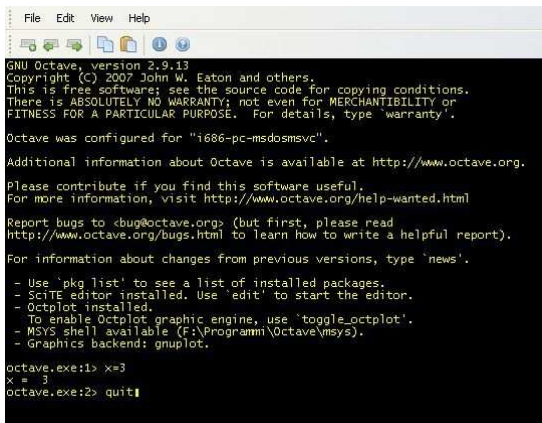 File Edit View Help
GNU Octave, version 2.9.13
Copyright (C) 2007 John W. Eaton and others.
This is free software; see the source code for copying conditions.
There is ABSOLUTELY NO WARRANTY; not even for MERCHANTIBILITY or
FITNESS FOR A PARTICULAR PURPOSE.  For details, type `warranty'.
Octave was configured for "i686-pc-msdosmsvc".
Additional information about Octave is available at http://www.octave.org.
Please contribute if you find this software useful.
For more information, visit http://www.octave.org/help-wanted.html
Report bugs to <bug@octave.org> (but first, please read
http://www.octave.org/bugs.html to learn how to write a helpful report).
For information about changes from previous versions, type `news'.
- Use `pkg list' to see a list of installed packages.
- SciTE editor installed. Use `edit' to start the editor.
- Octplot installed.
To enable Octplot graphic engine, use `toggle_octplot'.
- MSYS shell available (F:\Programmi\Octave\msys).
- Graphics backend: gnuplot.
octave.exe:1> x=3
x =  3
octave.exe:2> quit